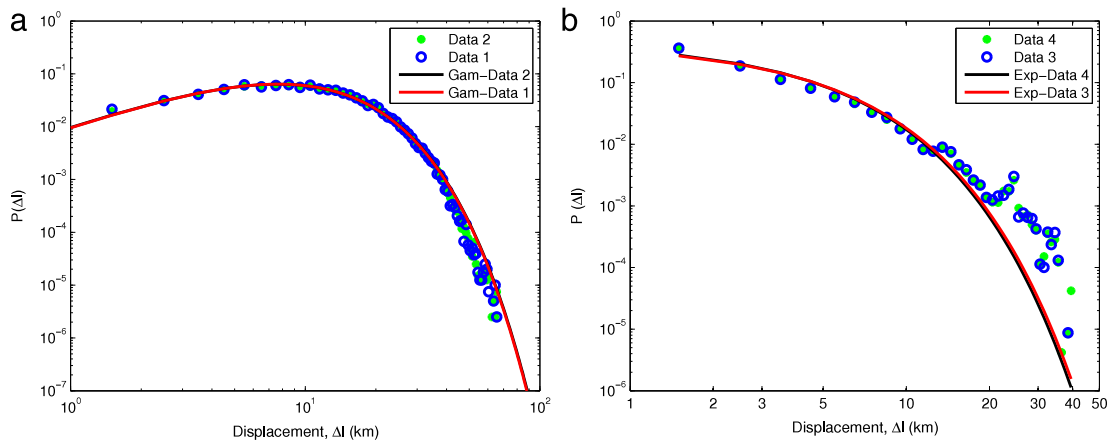 a
Data 2
Data 1
Gam-Data 2
Gam-Data 1
P(Δl)
10^0
10^-1
10^-2
10^-3
10^-4
10^-5
10^-6
10^-7
10^0
10^1
10^2
Displacement, Δl (km)
b
Data 4
Data 3
Exp-Data 4
Exp-Data 3
P (Δl)
10^0
10^-1
10^-2
10^-3
10^-4
10^-5
10^-6
1
2
3
5
10
20
30
40
50
Displacement, Δl (km)